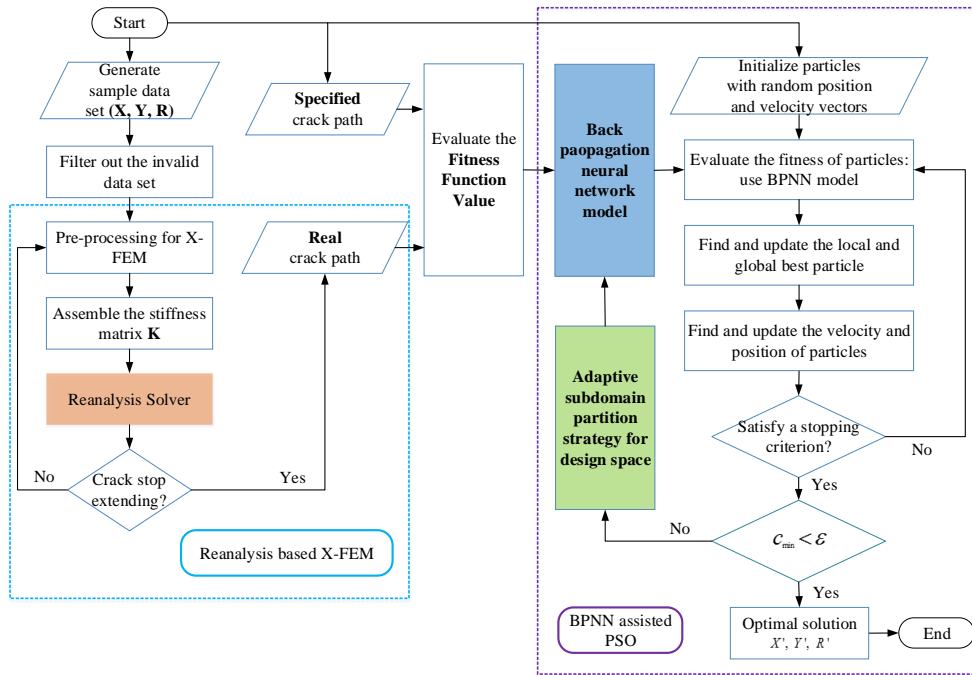 Start
Generate
sample data
set (X, Y, R)
Filter out the invalid
data set
Pre-processing for X-
FEM
Assemble the stiffness
matrix K
Reanalysis Solver
Crack stop
extending?
No
Yes
Reanalysis based X-FEM
Specified
crack path
Real
crack path
Evaluate the
Fitness
Function
Value
Back
paopagation
neural
network
model
Adaptive
subdomain
partition
strategy for
design space
BPNN assisted
PSO
Initialize particles
with random position
and velocity vectors
Evaluate the fitness of particles:
use BPNN model
Find and update the local and
global best particle
Find and update the velocity and
position of particles
Satisfy a stopping
criterion?
No
Yes
c_min < ε
No
Yes
Optimal solution
X', Y', R'
End